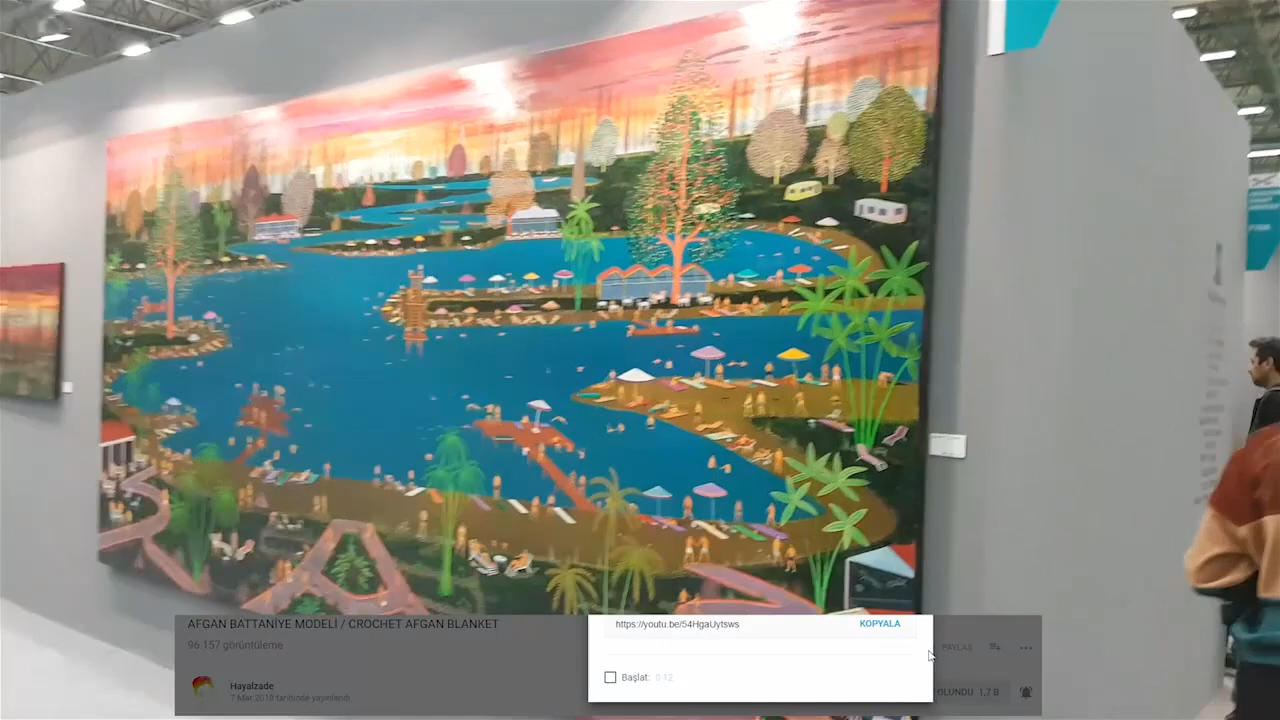 AFGAN BATTANİYE MODELİ / CROCHET AFGAN BLANKET
96.157 görüntüleme
Hayalzade
7 Mar 2018 tarihinde yayınlandı
https://youtu.be/54HgaUytsws
KOPYALA
Başlat: 0:12
PAYLAŞ
OLUNDU 1,7 B